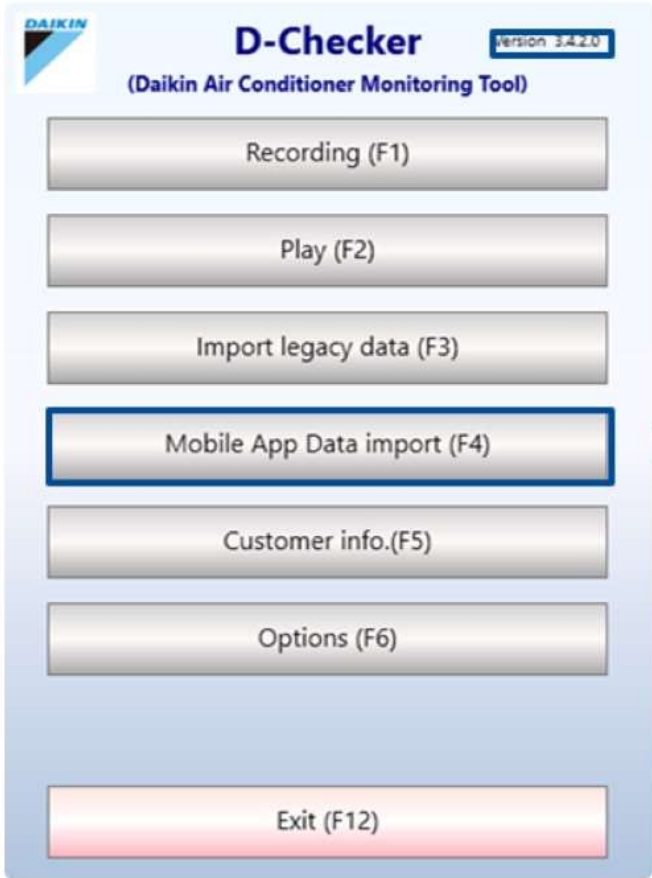 DAIKIN
D-Checker
Version 3.4.2.0
(Daikin Air Conditioner Monitoring Tool)
Recording (F1)
Play (F2)
Import legacy data (F3)
Mobile App Data import (F4)
Customer info.(F5)
Options (F6)
Exit (F12)